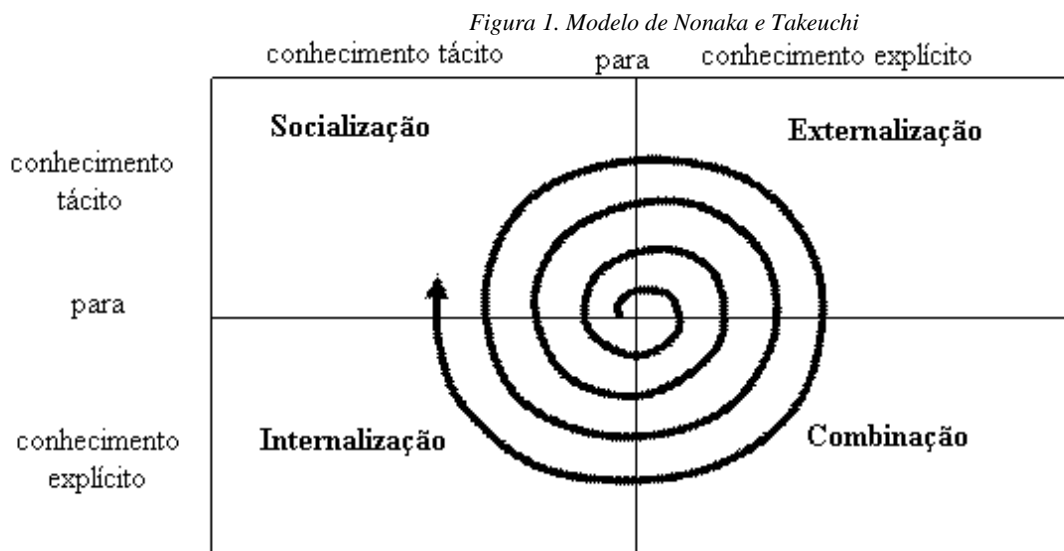 Figura 1. Modelo de Nonaka e Takeuchi
conhecimento tácito
para
conhecimento explícito
Socialização
Externalização
conhecimento
tácito
para
conhecimento
explícito
Internalização
Combinação